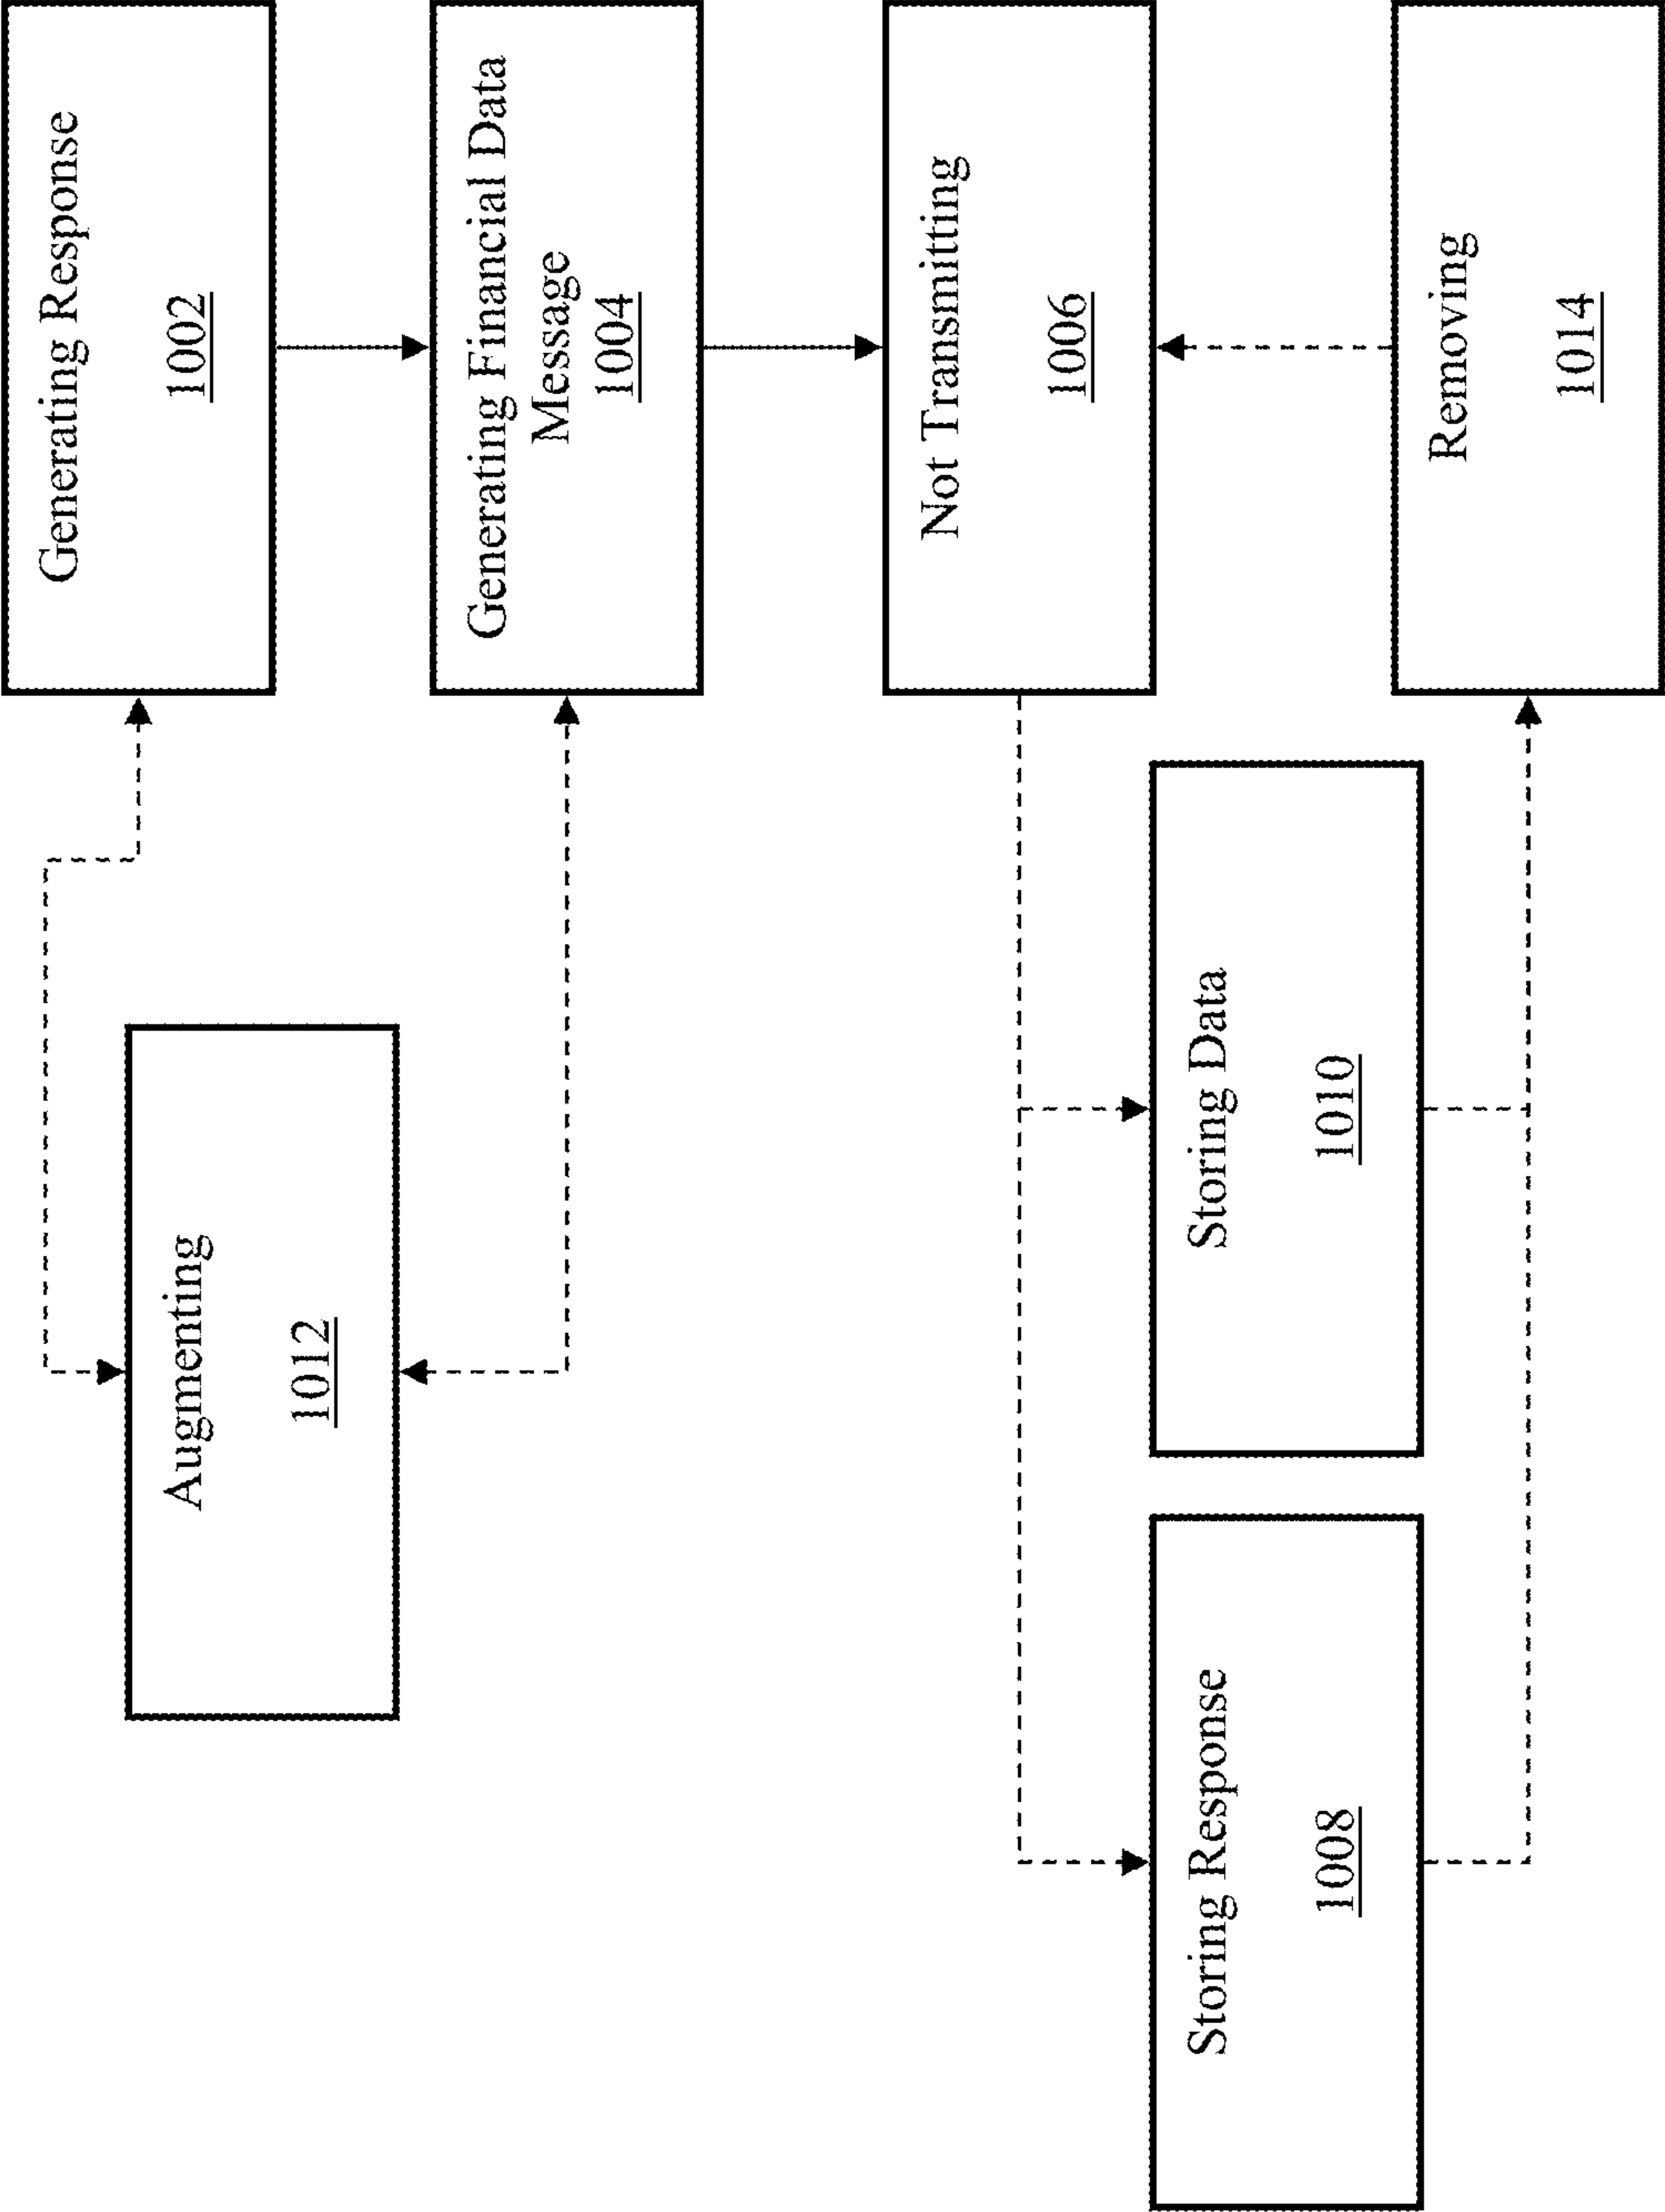 Generating Response
1002
Generating Financial Data
Message
1004
Not Transmitting
1006
Removing
1014
Augmenting
1012
Storing Data
1010
Storing Response
1008